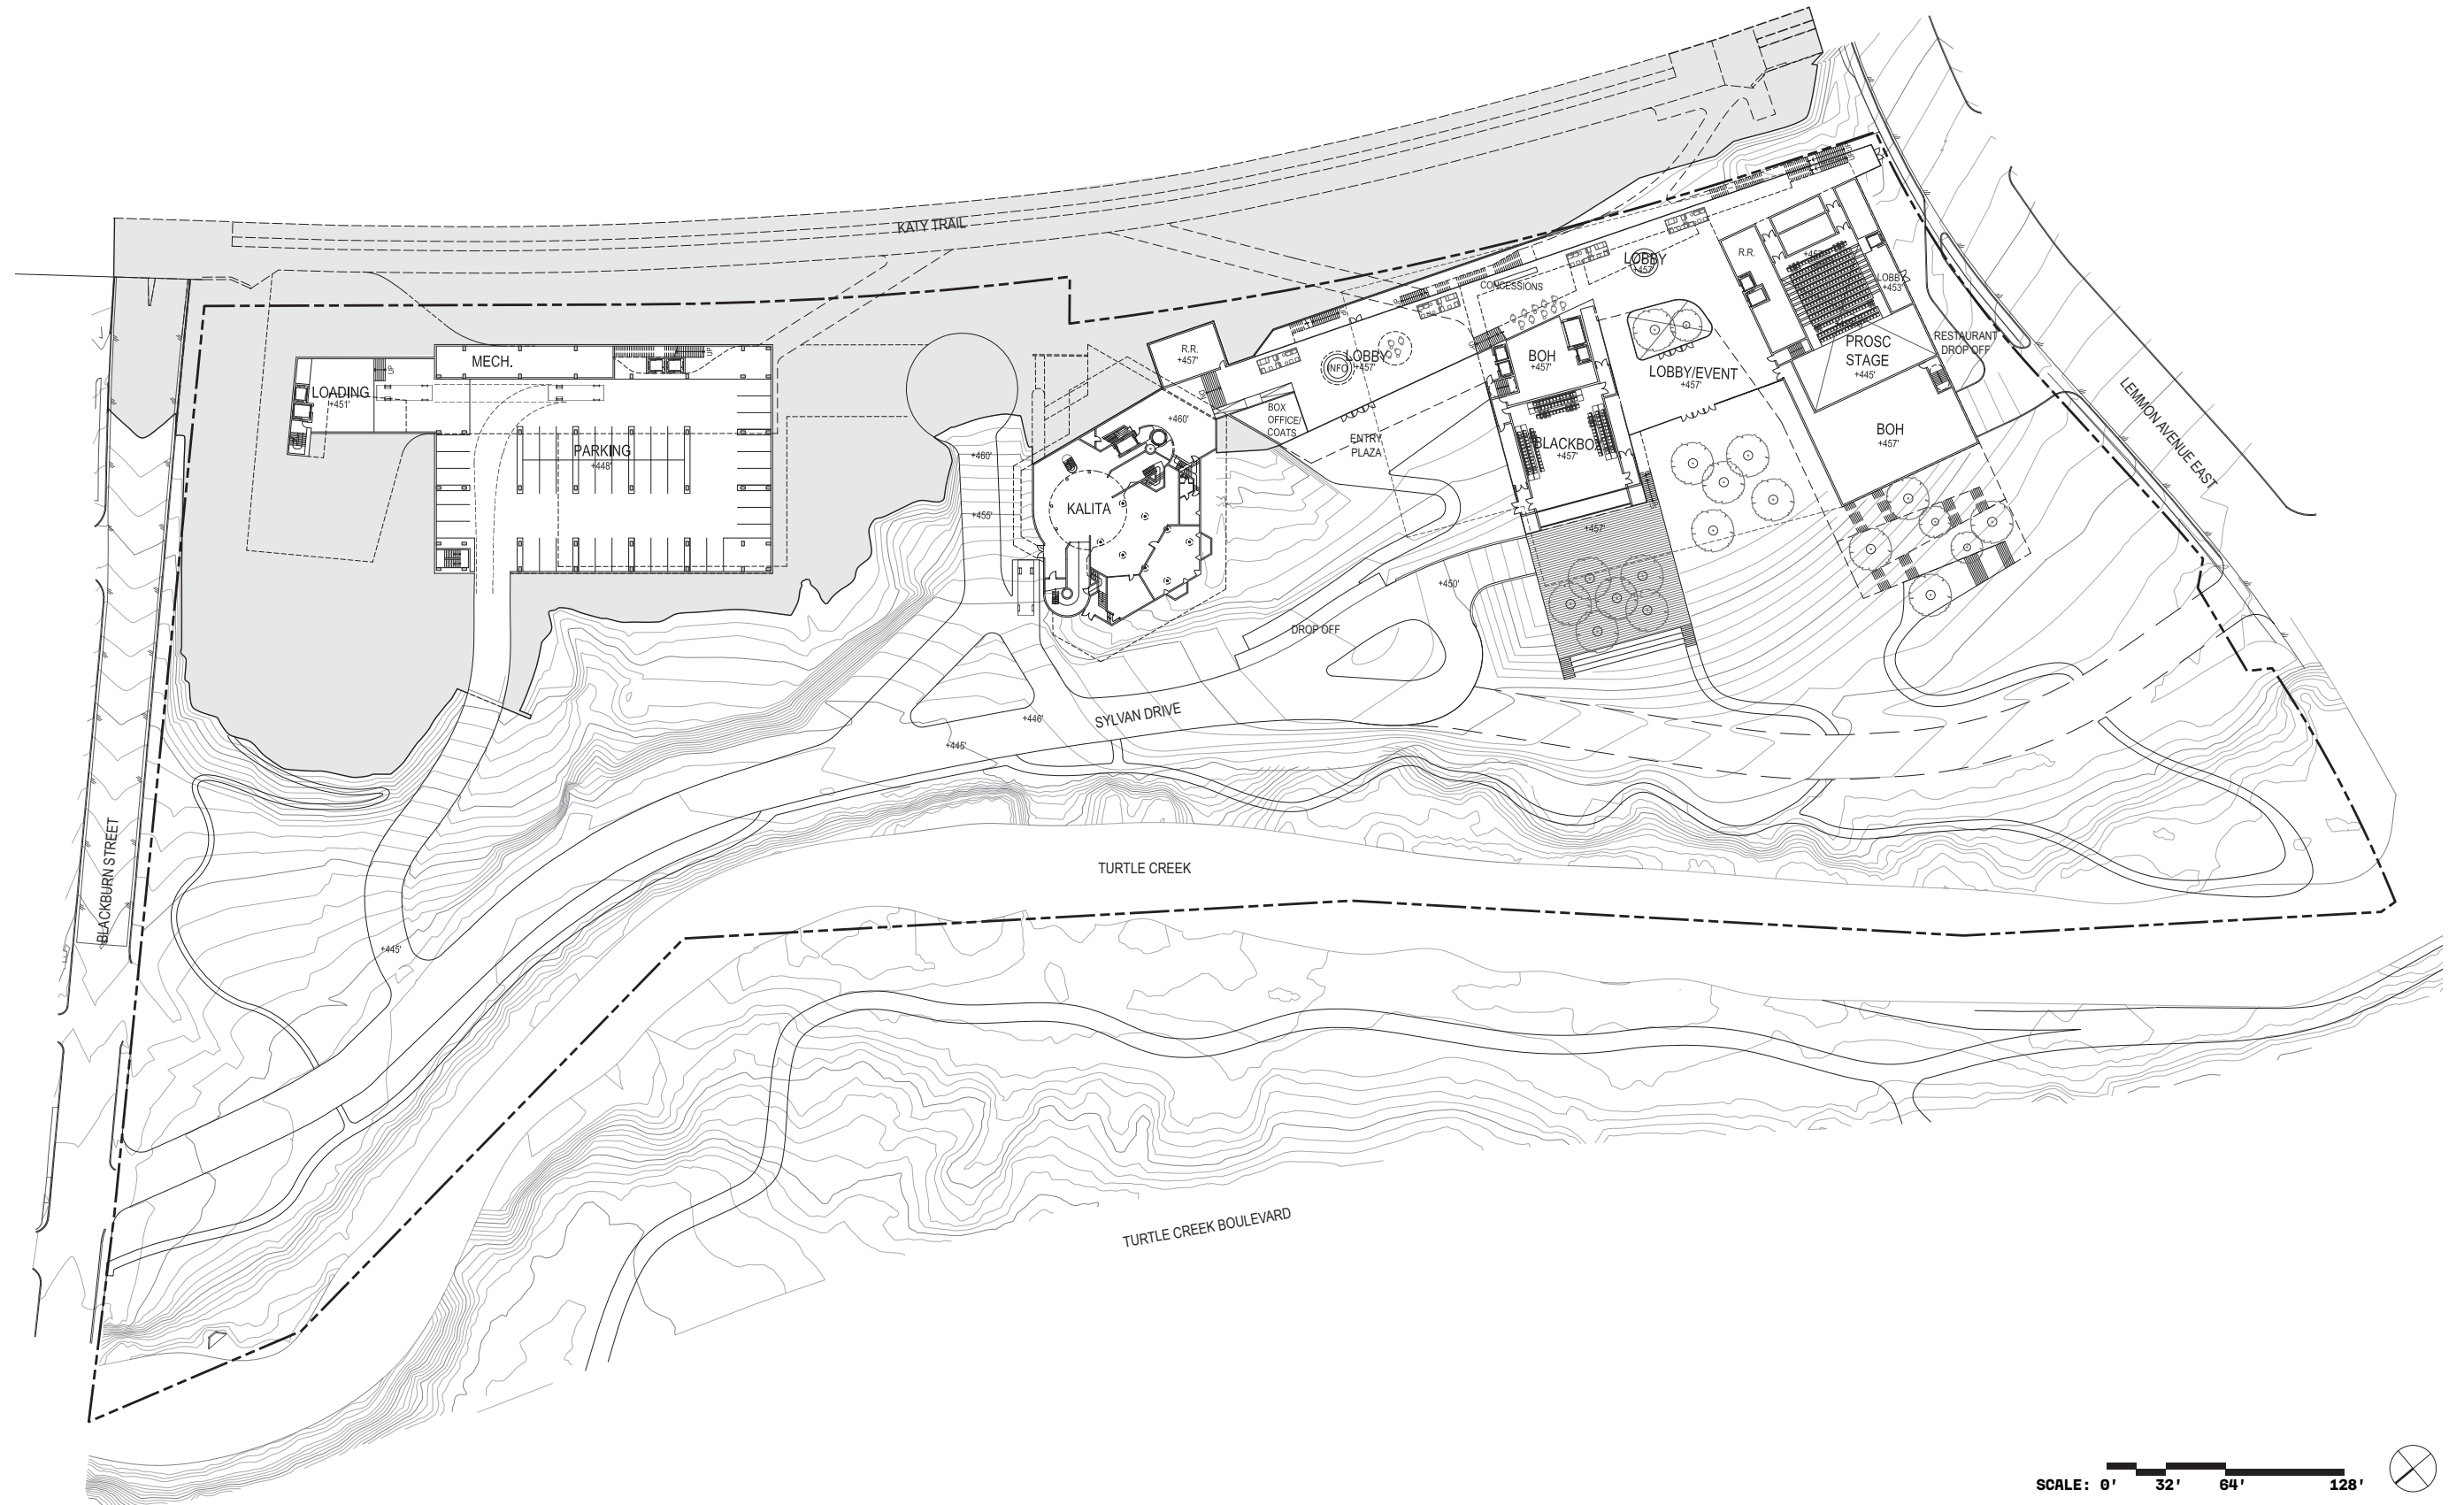 KATY TRAIL
LEMMON AVENUE EAST
R.R.
LOBBY
+457'
CONCESSIONS
LOBBY
+453'
RESTAURANT
DROP OFF
PROSC
STAGE
+445'
R.R.
+457'
INFO
LOBBY
+457'
BOH
+457'
LOBBY/EVENT
+457'
MECH.
UP
UP
LOADING
+451'
BOX
OFFICE/
COATS
+460'
ENTRY
PLAZA
BLACKBOX
+457'
BOH
+457'
PARKING
+448'
+460'
KALITA
+455'
+457'
+450'
DROP OFF
SYLVAN DRIVE
+446'
+445'
BLACKBURN STREET
+445'
TURTLE CREEK
TURTLE CREEK BOULEVARD
SCALE: 0' 32' 64' 128'